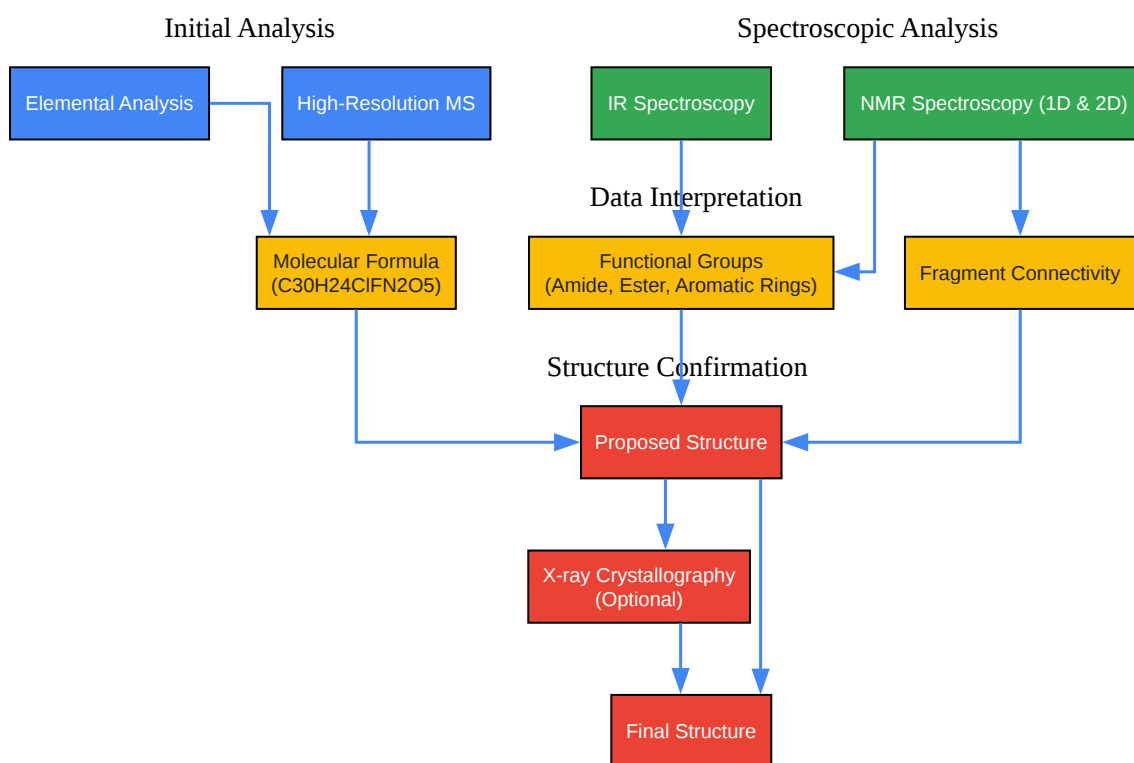 Initial Analysis
Spectroscopic Analysis
Elemental Analysis
High-Resolution MS
IR Spectroscopy
NMR Spectroscopy (1D & 2D)
Data Interpretation
Molecular Formula
(C30H24ClFN2O5)
Functional Groups
(Amide, Ester, Aromatic Rings)
Fragment Connectivity
Structure Confirmation
Proposed Structure
X-ray Crystallography
(Optional)
Final Structure